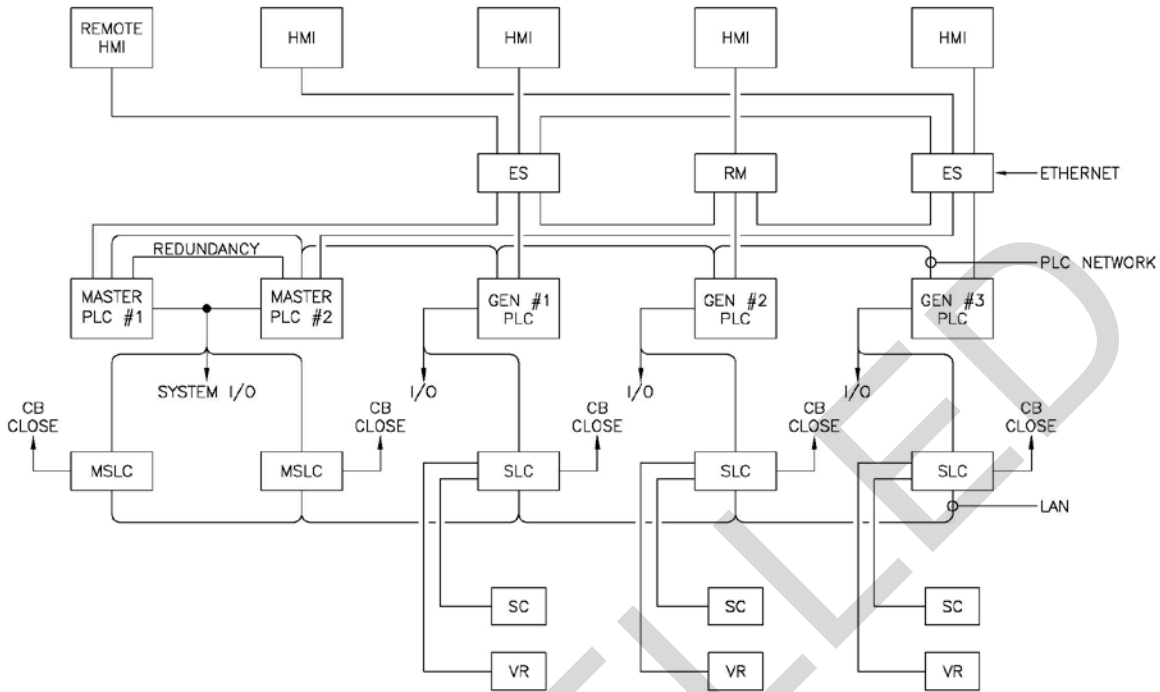 REMOTE
HMI
HMI
HMI
HMI
HMI
ES
RM
ES
ETHERNET
REDUNDANCY
PLC NETWORK
MASTER
PLC #1
MASTER
PLC #2
GEN #1
PLC
GEN #2
PLC
GEN #3
PLC
SYSTEM I/O
I/O
I/O
I/O
CB
CLOSE
CB
CLOSE
CB
CLOSE
CB
CLOSE
CB
CLOSE
MSLC
MSLC
SLC
SLC
SLC
LAN
SC
SC
SC
VR
VR
VR
ELLED